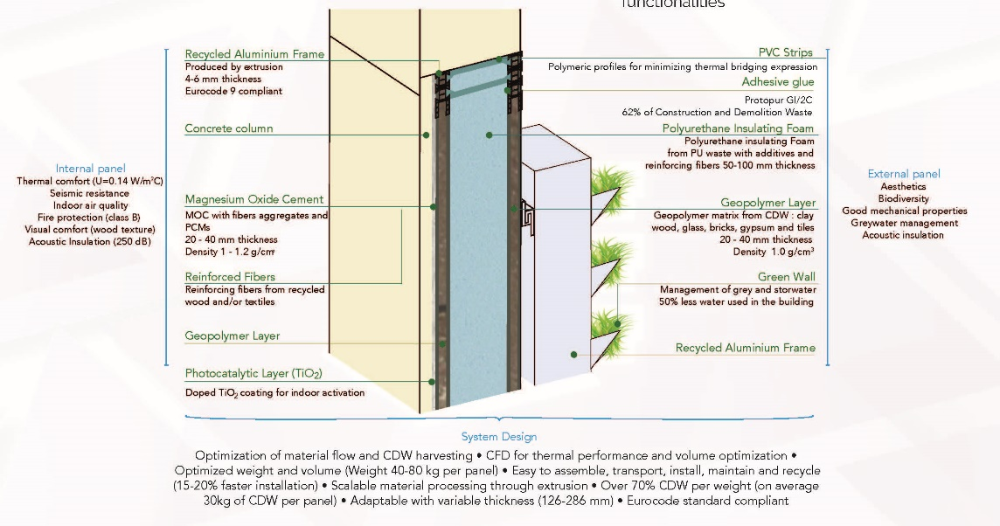 functionalities
Recycled Aluminium Frame
Produced by extrusion
4-6 mm thickness
Eurocode 9 compliant
Concrete column
Internal panel
Thermal comfort (U=0.14 W/m²C)
Seismic resistance
Indoor air quality
Fire protection (class B)
Visual comfort (wood texture)
Acoustic Insulation (250 dB)
Magnesium Oxide Cement
MOC with fibers aggregates and
PCMs
20 - 40 mm thickness
Density 1 - 1.2 g/cm³
Reinforced Fibers
Reinforcing fibers from recycled
wood and/or textiles
Geopolymer Layer
Photocatalytic Layer (TiO₂)
Doped TiO₂ coating for indoor activation
PVC Strips
Polymeric profiles for minimizing thermal bridging expression
Adhesive glue
Protopur GI/2C
62% of Construction and Demolition Waste
Polyurethane Insulating Foam
Polyurethane insulating Foam
from PU waste with additives and
reinforcing fibers 50-100 mm thickness
Geopolymer Layer
Geopolymer matrix from CDW : clay
wood, glass, bricks, gypsum and tiles
20 - 40 mm thickness
Density 1.0 g/cm³
Green Wall
Management of grey and storwater
50% less water used in the building
Recycled Aluminium Frame
External panel
Aesthetics
Biodiversity
Good mechanical properties
Greywater management
Acoustic insulation
System Design
Optimization of material flow and CDW harvesting • CFD for thermal performance and volume optimization •
Optimized weight and volume (Weight 40-80 kg per panel) • Easy to assemble, transport, install, maintain and recycle
(15-20% faster installation) • Scalable material processing through extrusion • Over 70% CDW per weight (on average
30kg of CDW per panel) • Adaptable with variable thickness (126-286 mm) • Eurocode standard compliant